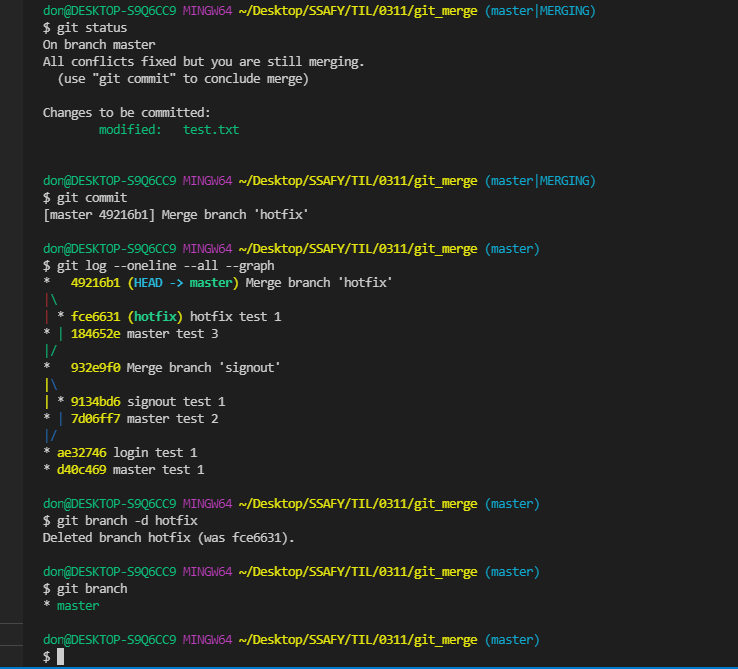 don@DESKTOP-S9Q6CC9 MINGW64 ~/Desktop/SSAFY/TIL/0311/git_merge (master|MERGING)
$ git status
On branch master
All conflicts fixed but you are still merging.
  (use "git commit" to conclude merge)

Changes to be committed:
        modified:   test.txt


don@DESKTOP-S9Q6CC9 MINGW64 ~/Desktop/SSAFY/TIL/0311/git_merge (master|MERGING)
$ git commit
[master 49216b1] Merge branch 'hotfix'

don@DESKTOP-S9Q6CC9 MINGW64 ~/Desktop/SSAFY/TIL/0311/git_merge (master)
$ git log --oneline --all --graph
*   49216b1 (HEAD -> master) Merge branch 'hotfix'
|\
| * fce6631 (hotfix) hotfix test 1
* | 184652e master test 3
|/
*   932e9f0 Merge branch 'signout'
|\
| * 9134bd6 signout test 1
* | 7d06ff7 master test 2
|/
* ae32746 login test 1
* d40c469 master test 1

don@DESKTOP-S9Q6CC9 MINGW64 ~/Desktop/SSAFY/TIL/0311/git_merge (master)
$ git branch -d hotfix
Deleted branch hotfix (was fce6631).

don@DESKTOP-S9Q6CC9 MINGW64 ~/Desktop/SSAFY/TIL/0311/git_merge (master)
$ git branch
* master

don@DESKTOP-S9Q6CC9 MINGW64 ~/Desktop/SSAFY/TIL/0311/git_merge (master)
$